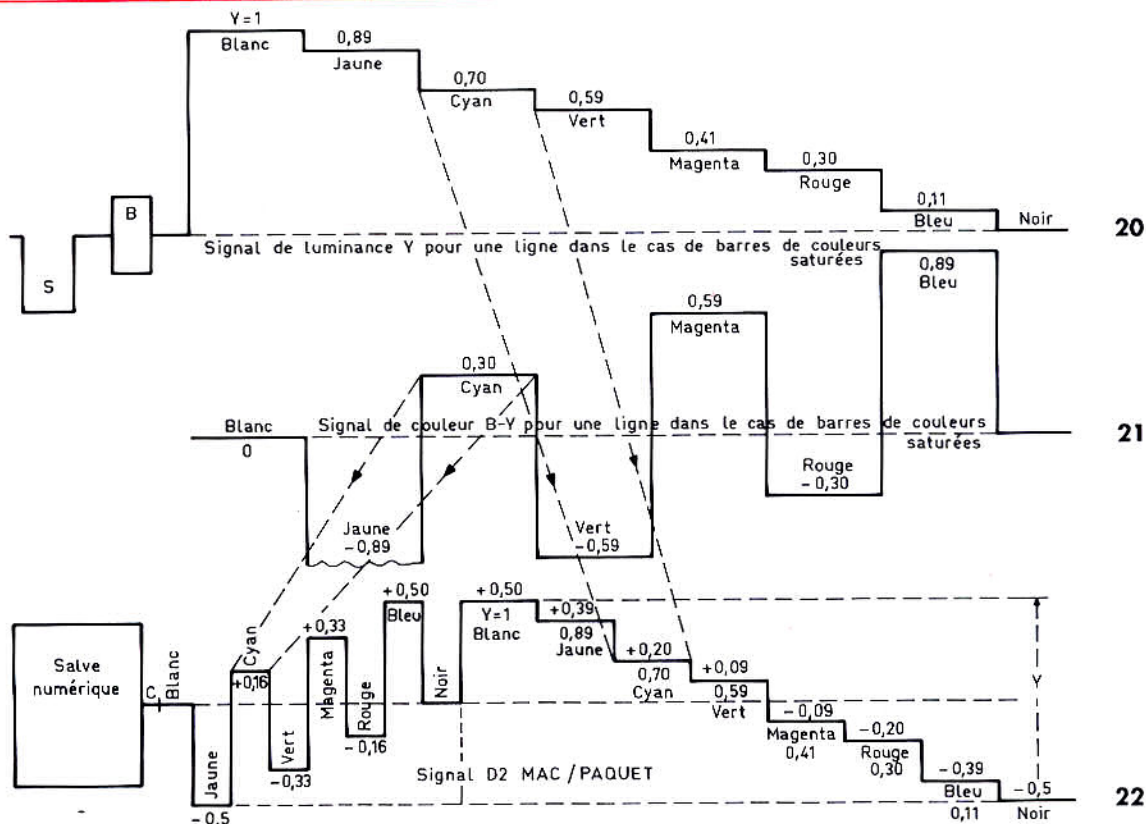 Y=1
Blanc
0,89
Jaune
0,70
Cyan
0,59
Vert
0,41
Magenta
0,30
Rouge
0,11
Bleu
Noir
20
B
S
Signal de luminance Y pour une ligne dans le cas de barres de couleurs
saturées
0,89
Bleu
0,59
Magenta
0,30
Cyan
Blanc
0
Signal de couleur B-Y pour une ligne dans le cas de barres de couleurs
saturées
21
Rouge
-0,30
Jaune
-0,89
Vert
-0,59
Salve
numérique
C
Blanc
Jaune
-0,5
Cyan
+0,16
Vert
-0,33
+0,33
Magenta
Rouge
-0,16
+0,50
Bleu
Noir
+0,50
Y=1
Blanc
+0,39
0,89
Jaune
+0,20
0,70
Cyan
+0,09
0,59
Vert
-0,09
Magenta
0,41
-0,20
Rouge
0,30
-0,39
Bleu
0,11
-0,5
Noir
Y
Signal D2 MAC/PAQUET
22